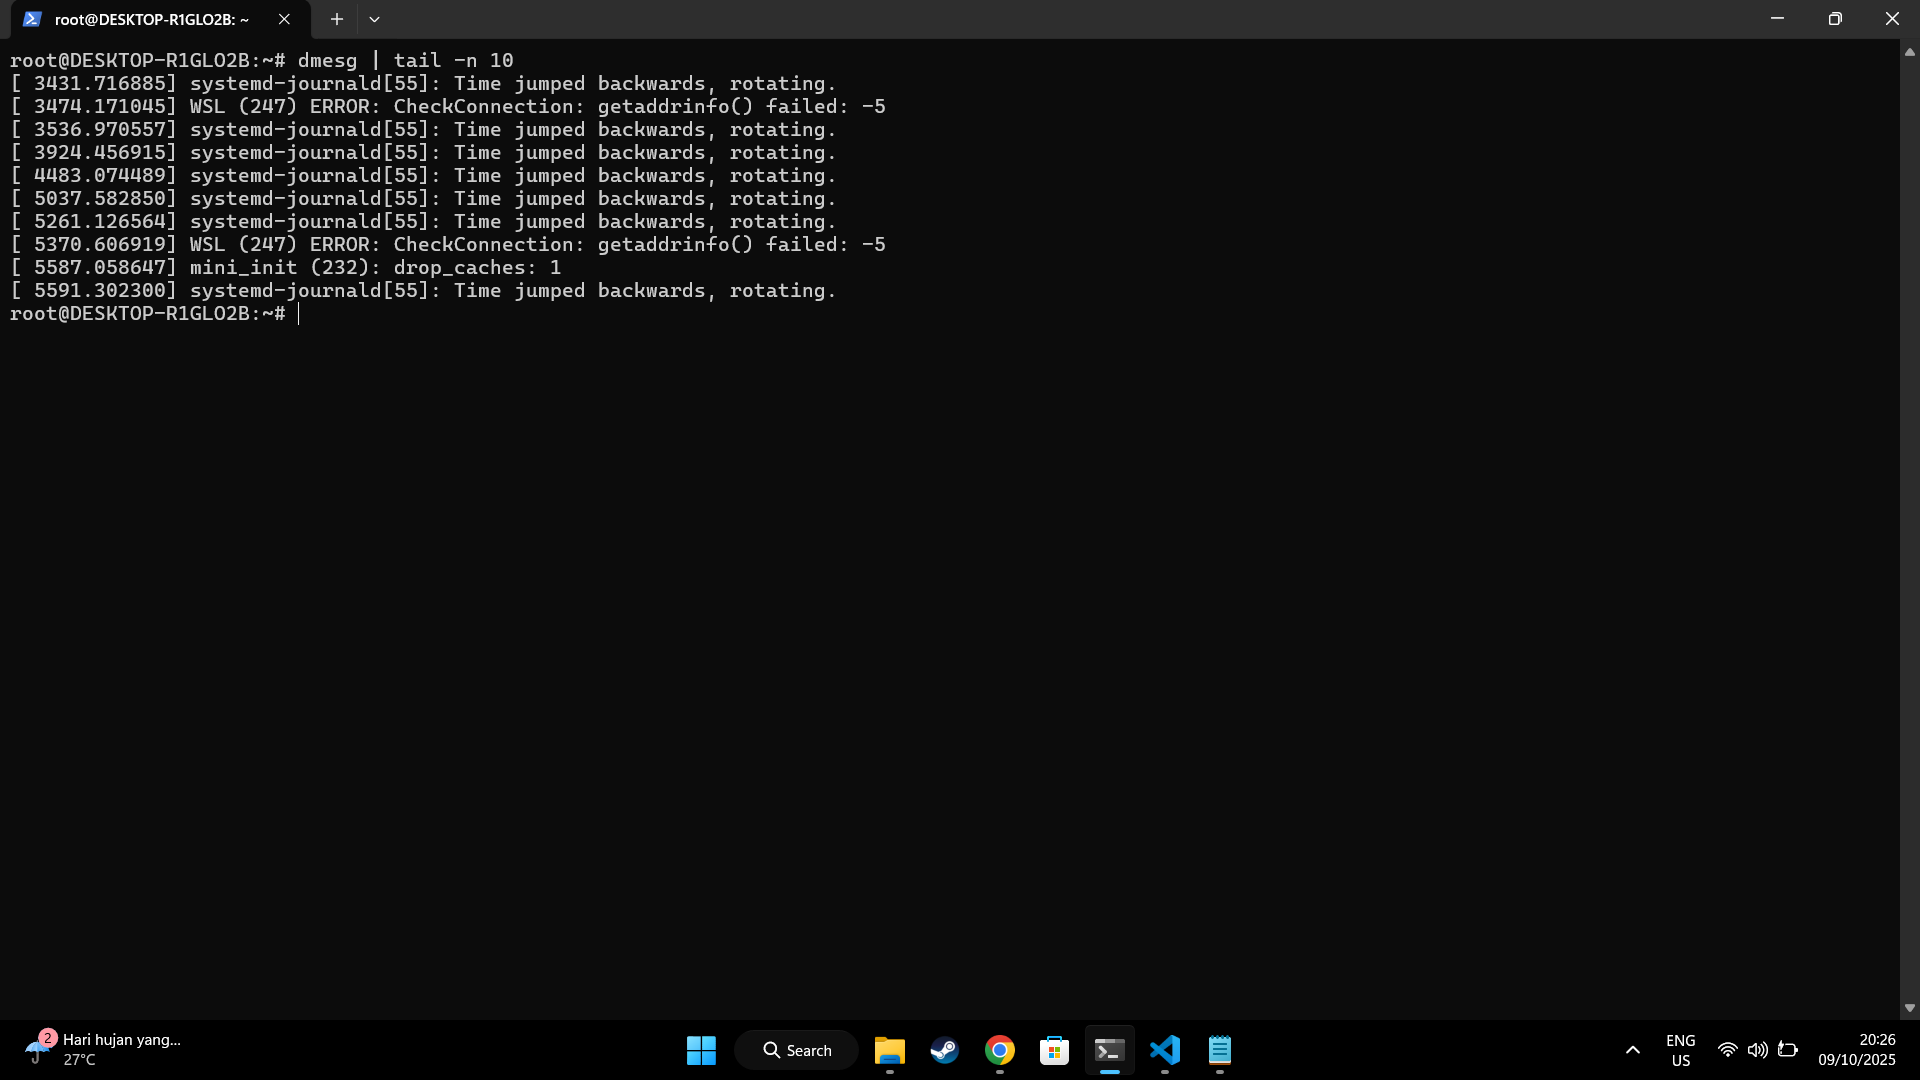 root@DESKTOP-R1GLO2B: ~
root@DESKTOP-R1GLO2B:~# dmesg | tail -n 10
[ 3431.716885] systemd-journald[55]: Time jumped backwards, rotating.
[ 3474.171045] WSL (247) ERROR: CheckConnection: getaddrinfo() failed: -5
[ 3536.970557] systemd-journald[55]: Time jumped backwards, rotating.
[ 3924.456915] systemd-journald[55]: Time jumped backwards, rotating.
[ 4483.074489] systemd-journald[55]: Time jumped backwards, rotating.
[ 5037.582850] systemd-journald[55]: Time jumped backwards, rotating.
[ 5261.126564] systemd-journald[55]: Time jumped backwards, rotating.
[ 5370.606919] WSL (247) ERROR: CheckConnection: getaddrinfo() failed: -5
[ 5587.058647] mini_init (232): drop_caches: 1
[ 5591.302300] systemd-journald[55]: Time jumped backwards, rotating.
root@DESKTOP-R1GLO2B:~#
2
Hari hujan yang...
27°C
Search
ENG
US
20:26
09/10/2025